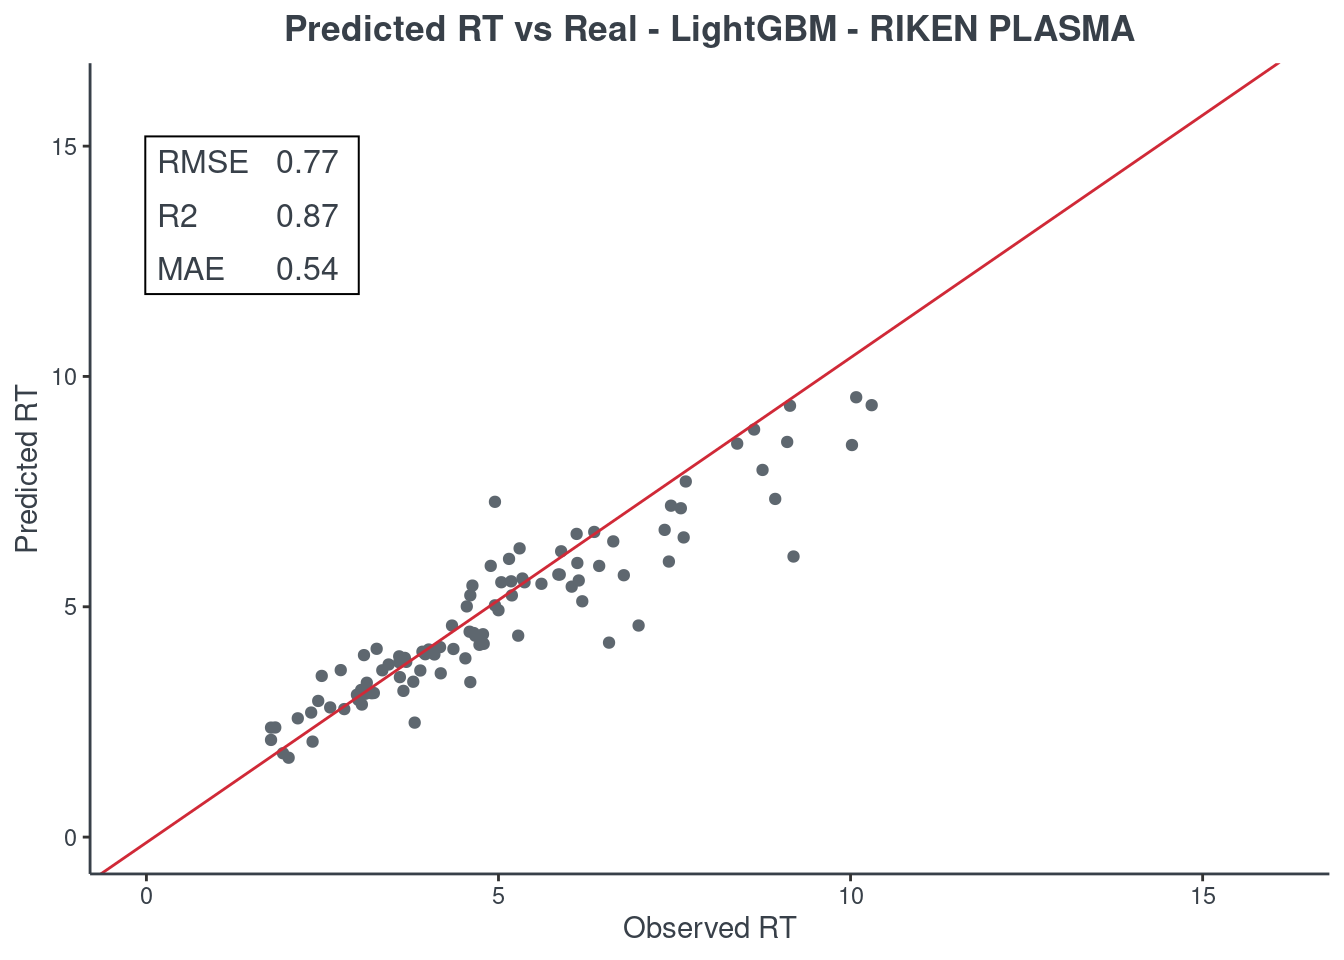 Predicted RT vs Real - LightGBM - RIKEN PLASMA
15
RMSE 0.77
R2 0.87
MAE 0.54
10
Predicted RT
5
0
0 5 10 15
Observed RT